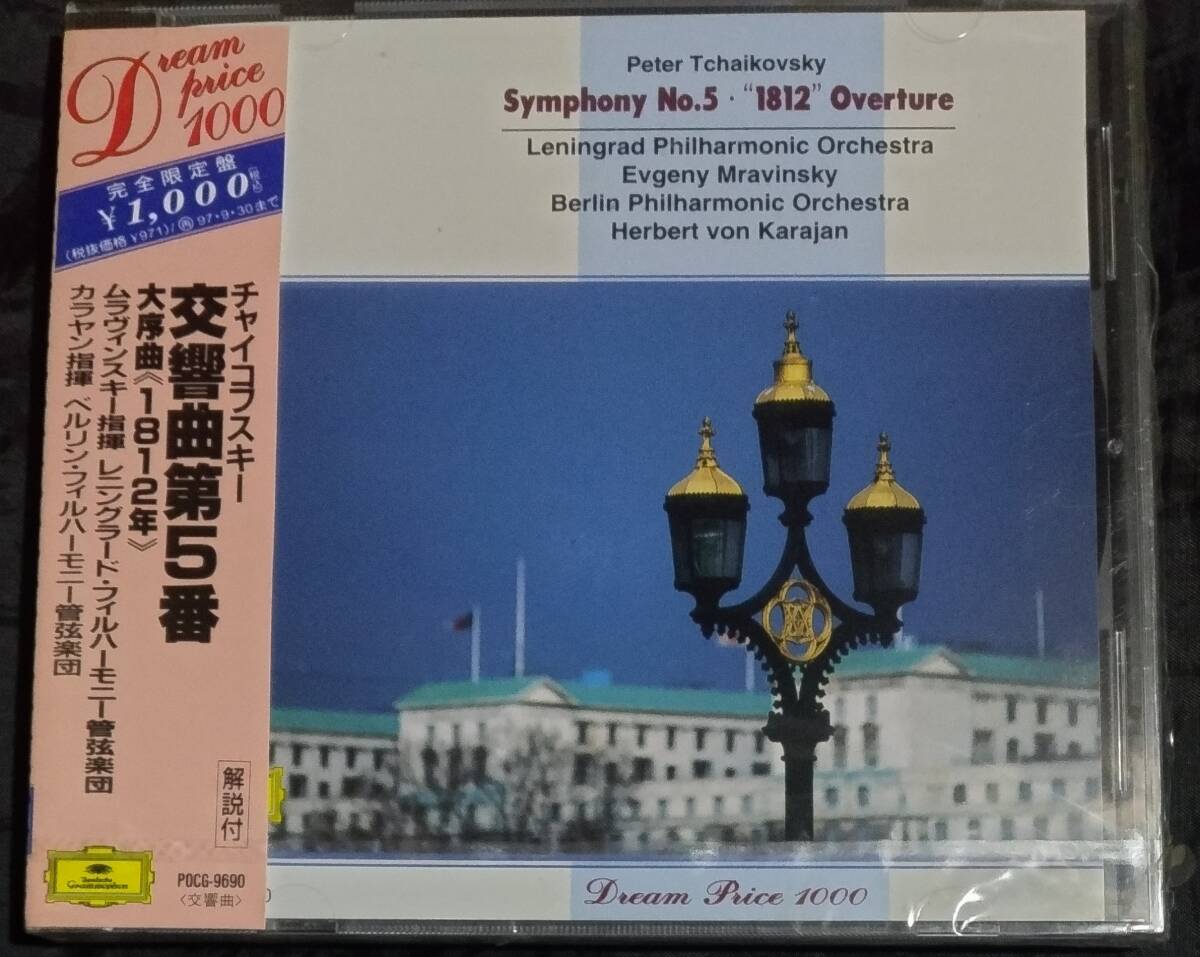 Dream
price
1000
完全限定盤
¥1,000(税込)
(税抜価格¥971)/再97・9・30まで
チャイコフスキー
交響曲第5番
大序曲《1812年》
ムラヴィンスキー指揮 レニングラード・フィルハーモニー管弦楽団
カラヤン指揮 ベルリン・フィルハーモニー管弦楽団
解説付
Deutsche
Grammophon
POCG-9690
〈交響曲〉
Peter Tchaikovsky
Symphony No.5・“1812” Overture
Leningrad Philharmonic Orchestra
Evgeny Mravinsky
Berlin Philharmonic Orchestra
Herbert von Karajan
Dream Price 1000